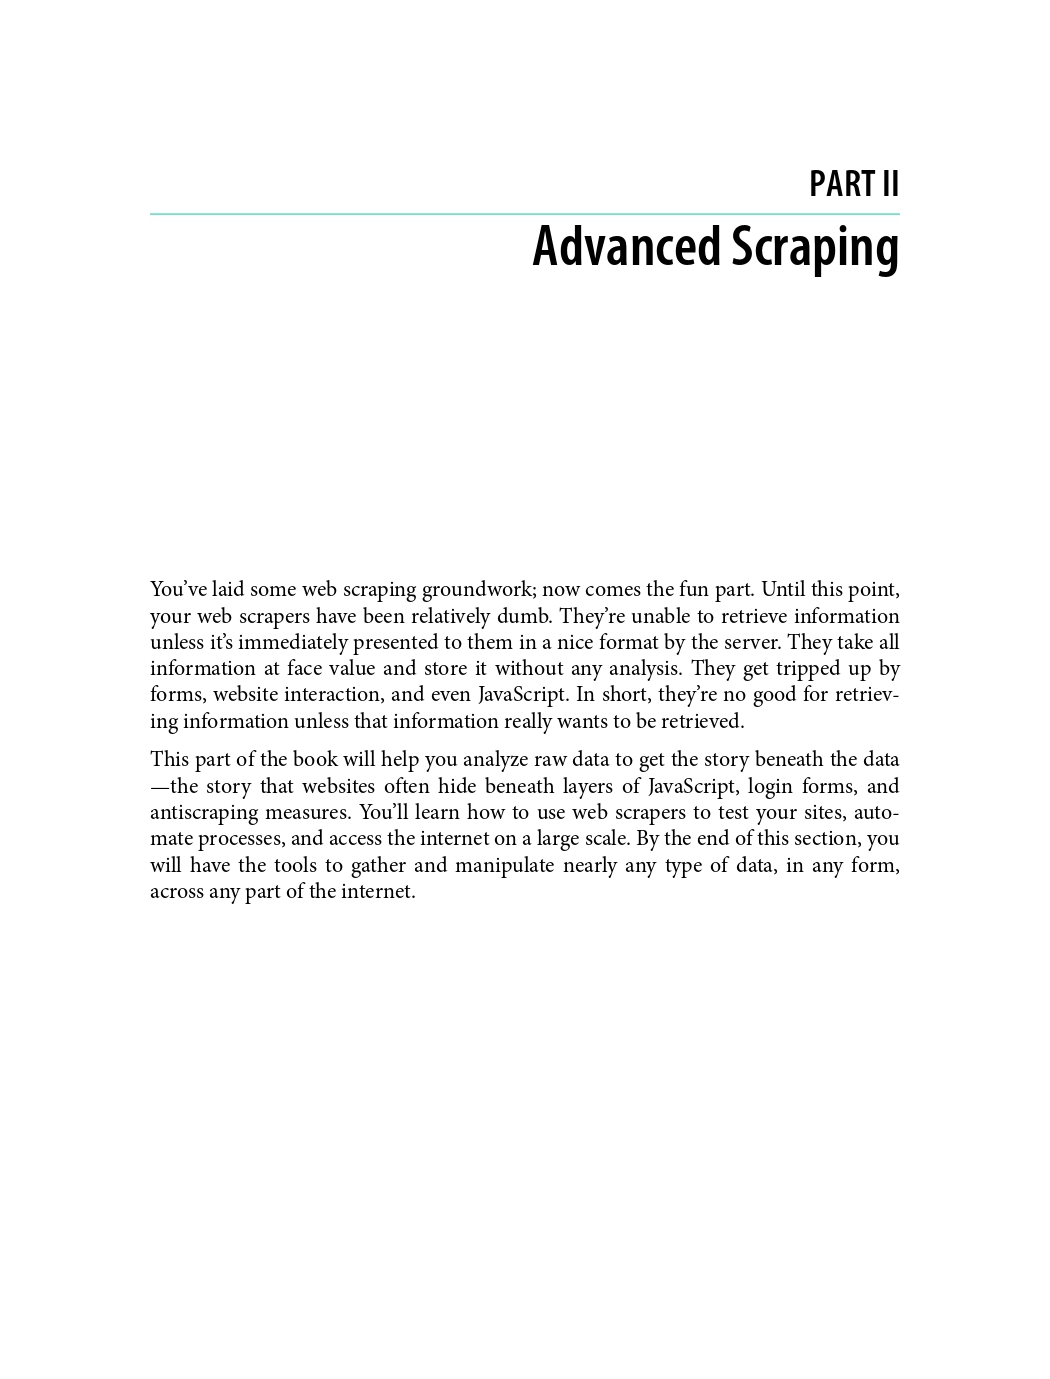 PART II
Advanced Scraping
You’ve laid some web scraping groundwork; now comes the fun part. Until this point,
your web scrapers have been relatively dumb. They’re unable to retrieve information
unless it’s immediately presented to them in a nice format by the server. They take all
information at face value and store it without any analysis. They get tripped up by
forms, website interaction, and even JavaScript. In short, they’re no good for retriev-
ing information unless that information really wants to be retrieved.
This part of the book will help you analyze raw data to get the story beneath the data
—the story that websites often hide beneath layers of JavaScript, login forms, and
antiscraping measures. You’ll learn how to use web scrapers to test your sites, auto-
mate processes, and access the internet on a large scale. By the end of this section, you
will have the tools to gather and manipulate nearly any type of data, in any form,
across any part of the internet.